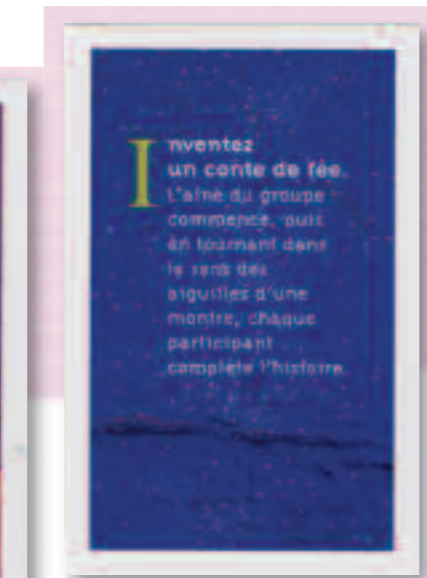 Inventez
un conte de fée.
L'aîné du groupe
commence, puis
en tournant dans
le sens des
aiguilles d'une
montre, chaque
participant
complète l'histoire.